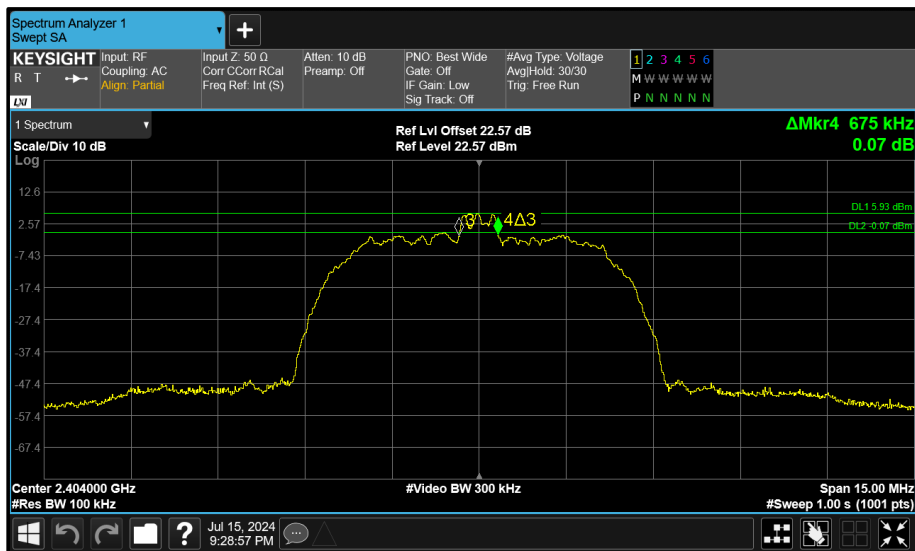 Spectrum Analyzer 1
Swept SA
KEYSIGHT Input: RF Input Z: 50 Ω Atten: 10 dB PNO: Best Wide #Avg Type: Voltage 1 2 3 4 5 6
R T Coupling: AC Corr CCorr RCal Preamp: Off Gate: Off Avg|Hold: 30/30 M W W W W W
Align: Partial Freq Ref: Int (S) IF Gain: Low Trig: Free Run
LXI Sig Track: Off P N N N N N
1 Spectrum Ref Lvl Offset 22.57 dB ΔMkr4 675 kHz
Scale/Div 10 dB Ref Level 22.57 dBm 0.07 dB
Log
12.6
DL1 5.93 dBm
2.57 3 4Δ3 DL2 -0.07 dBm
-7.43
-17.4
-27.4
-37.4
-47.4
-57.4
-67.4
Center 2.404000 GHz #Video BW 300 kHz Span 15.00 MHz
#Res BW 100 kHz #Sweep 1.00 s (1001 pts)
? Jul 15, 2024
9:28:57 PM